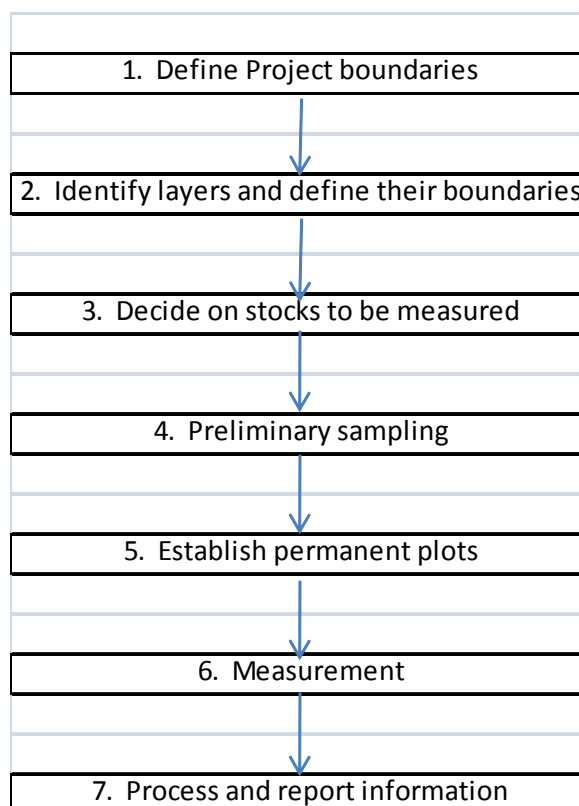 1. Define Project boundaries
2. Identify layers and define their boundaries
3. Decide on stocks to be measured
4. Preliminary sampling
5. Establish permanent plots
6. Measurement
7. Process and report information